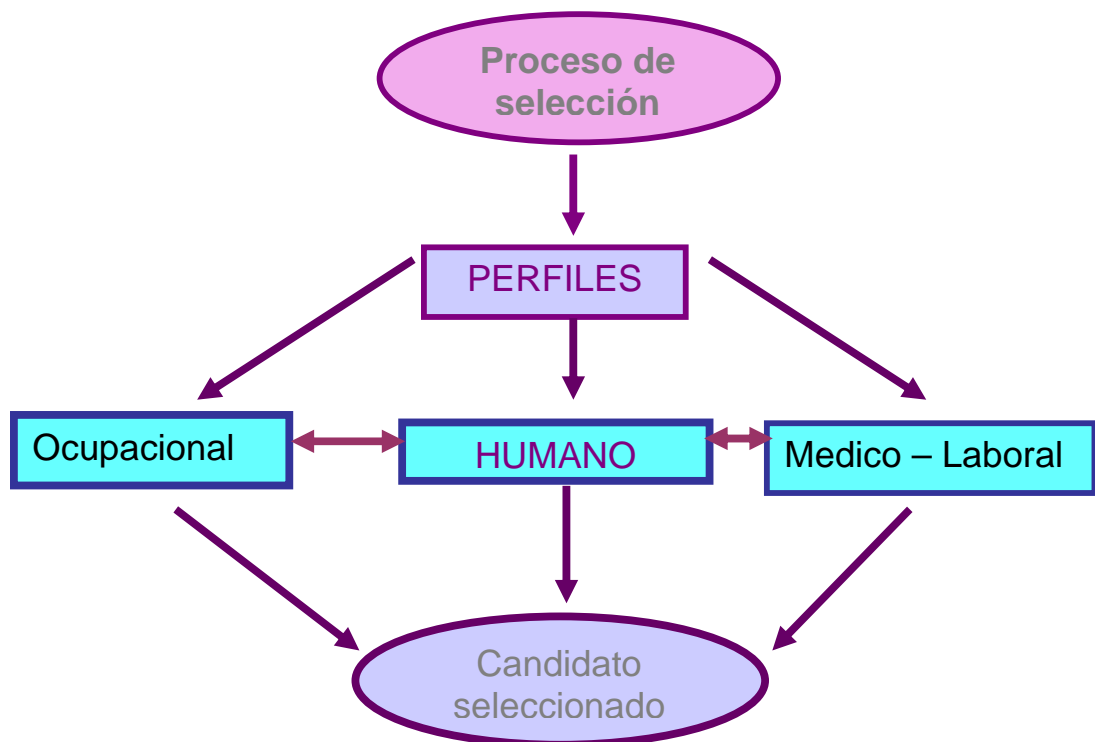 Proceso de
selección
PERFILES
Ocupacional
HUMANO
Medico – Laboral
Candidato
seleccionado